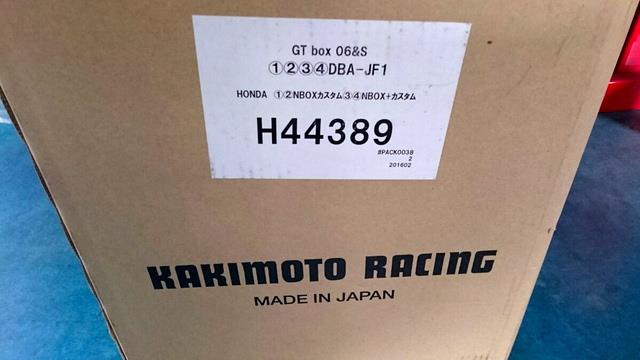 GT box 06&S
①②③④DBA-JF1
HONDA ①②NBOXカスタム③④NBOX+カスタム
H44389
#PACK0038
2
201602
KAKIMOTO RACING
MADE IN JAPAN